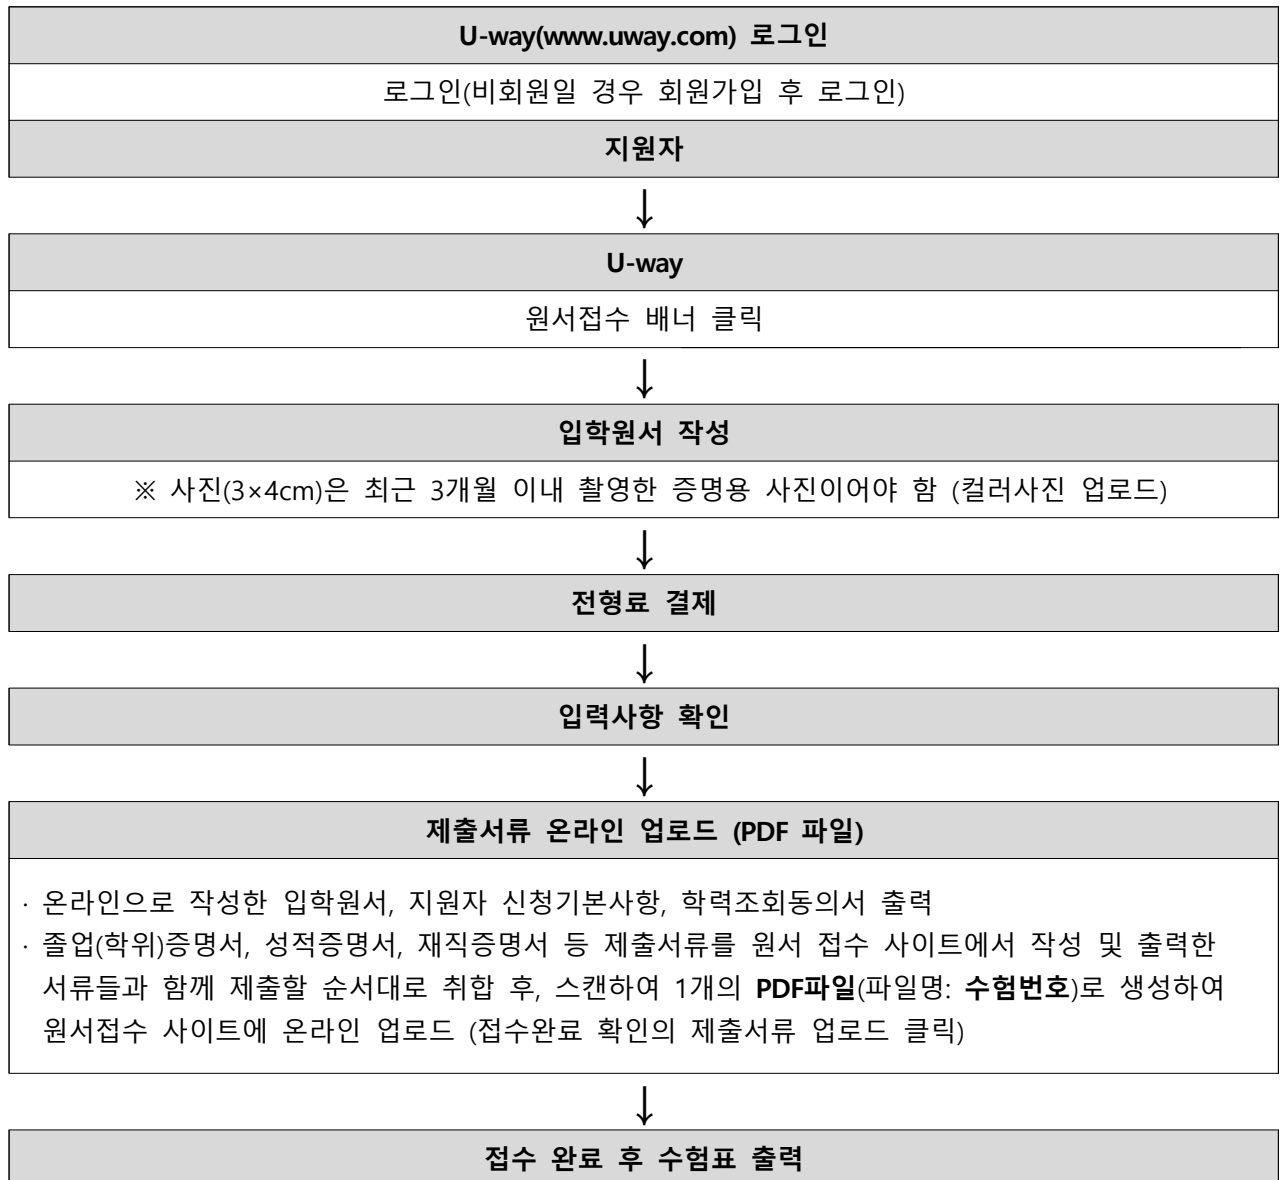 U-way(www.uway.com) 로그인
로그인(비회원일 경우 회원가입 후 로그인)
지원자
↓
U-way
원서접수 배너 클릭
↓
입학원서 작성
※ 사진(3×4cm)은 최근 3개월 이내 촬영한 증명용 사진이어야 함 (컬러사진 업로드)
↓
전형료 결제
↓
입력사항 확인
↓
제출서류 온라인 업로드 (PDF 파일)
· 온라인으로 작성한 입학원서, 지원자 신청기본사항, 학력조회동의서 출력
· 졸업(학위)증명서, 성적증명서, 재직증명서 등 제출서류를 원서 접수 사이트에서 작성 및 출력한
서류들과 함께 제출할 순서대로 취합 후, 스캔하여 1개의 PDF파일(파일명: 수험번호)로 생성하여
원서접수 사이트에 온라인 업로드 (접수완료 확인의 제출서류 업로드 클릭)
↓
접수 완료 후 수험표 출력